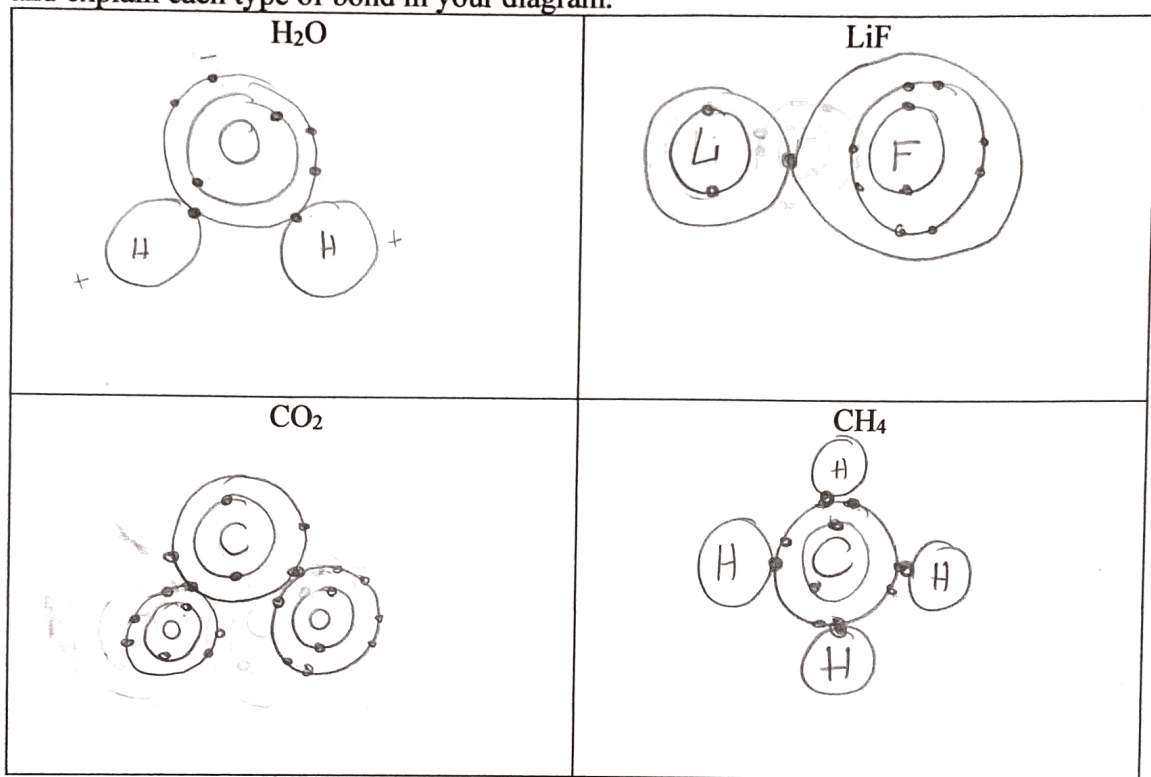 and explain each type of bond in your diagram.
H₂O
LiF
−
O
H
H
+
+
Li
F
CO₂
CH₄
C
O
O
H
H
C
H
H